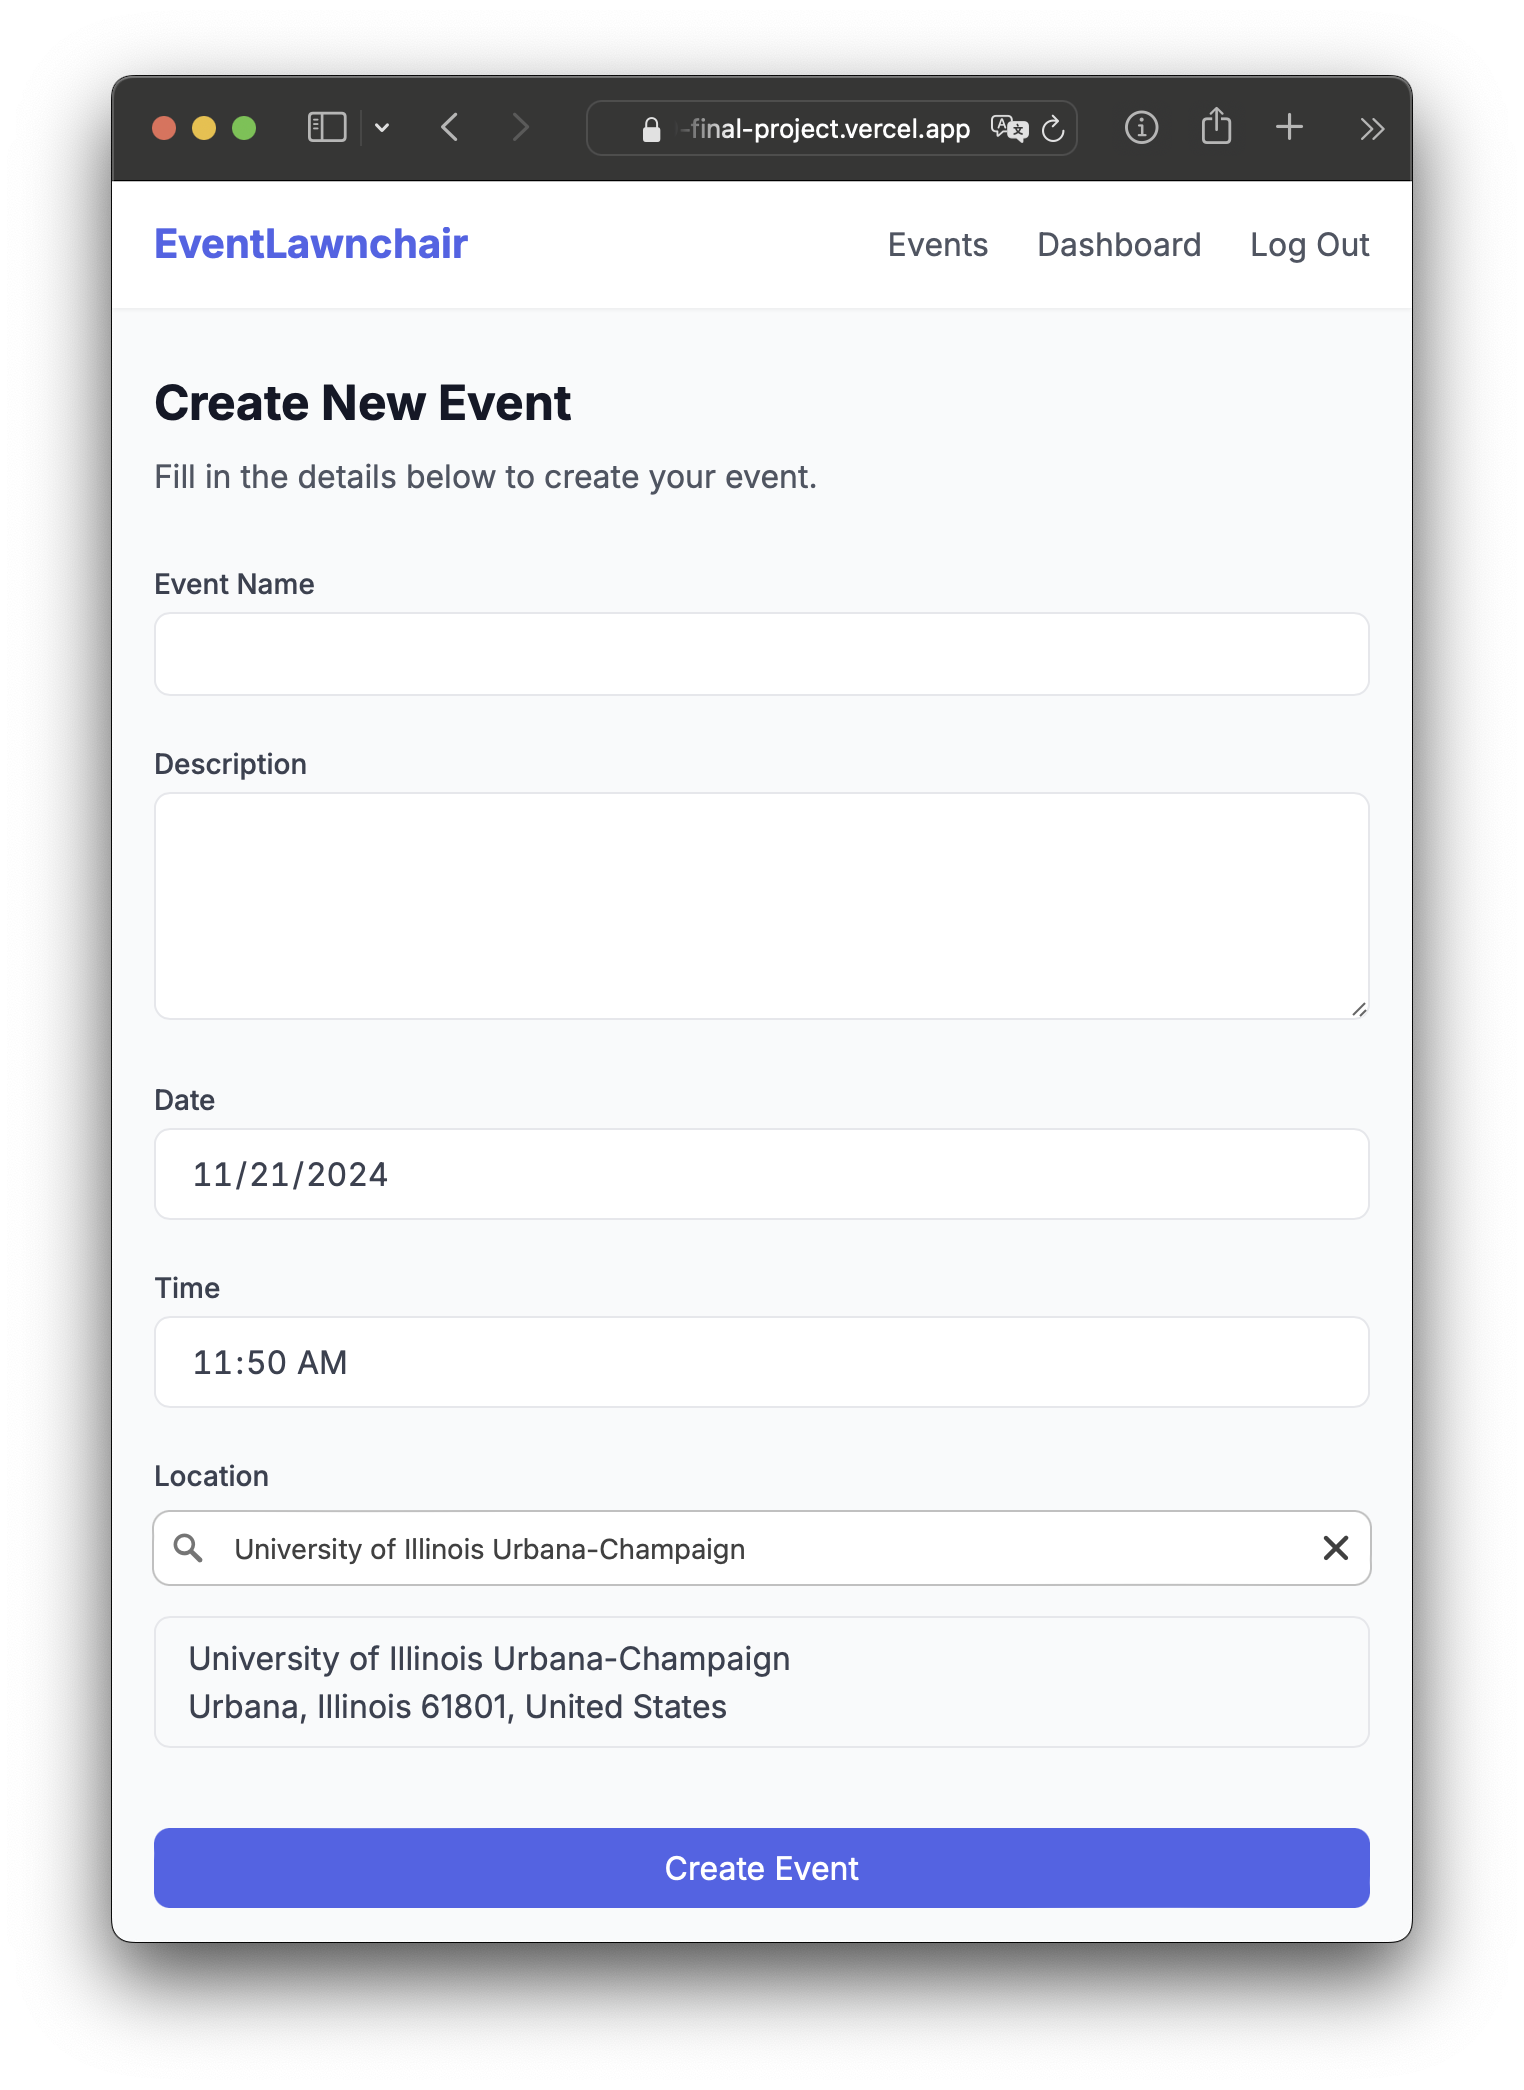 -final-project.vercel.app
EventLawnchair
Events Dashboard Log Out
Create New Event
Fill in the details below to create your event.
Event Name
Description
Date
11/21/2024
Time
11:50 AM
Location
University of Illinois Urbana-Champaign
University of Illinois Urbana-Champaign
Urbana, Illinois 61801, United States
Create Event